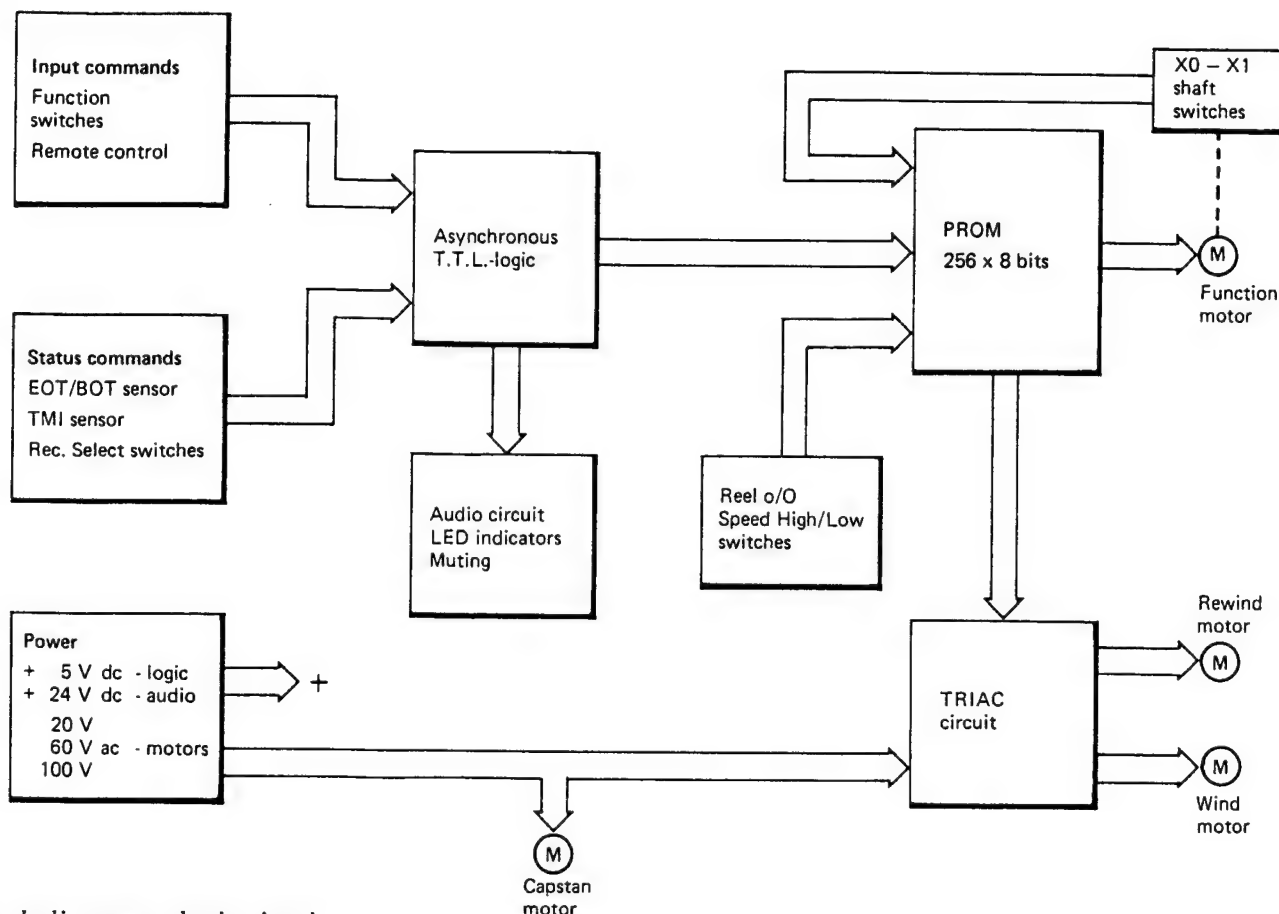 Input commands
Function
switches
Remote control
X0 – X1
shaft
switches
Asynchronous
T.T.L.-logic
PROM
256 x 8 bits
M
Function
motor
Status commands
EOT/BOT sensor
TMI sensor
Rec. Select switches
Audio circuit
LED indicators
Muting
Reel o/O
Speed High/Low
switches
Power
+ 5 V dc - logic
+ 24 V dc - audio
20 V
60 V ac - motors
100 V
+
TRIAC
circuit
Rewind
motor
M
M
Wind
motor
M
Capstan
motor